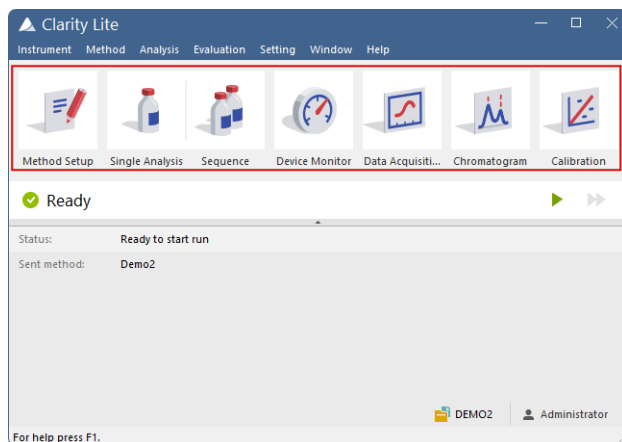 Clarity Lite
Instrument Method Analysis Evaluation Setting Window Help
Method Setup Single Analysis Sequence Device Monitor Data Acquisiti... Chromatogram Calibration
Ready
Status: Ready to start run
Sent method: Demo2
DEMO2 Administrator
For help press F1.